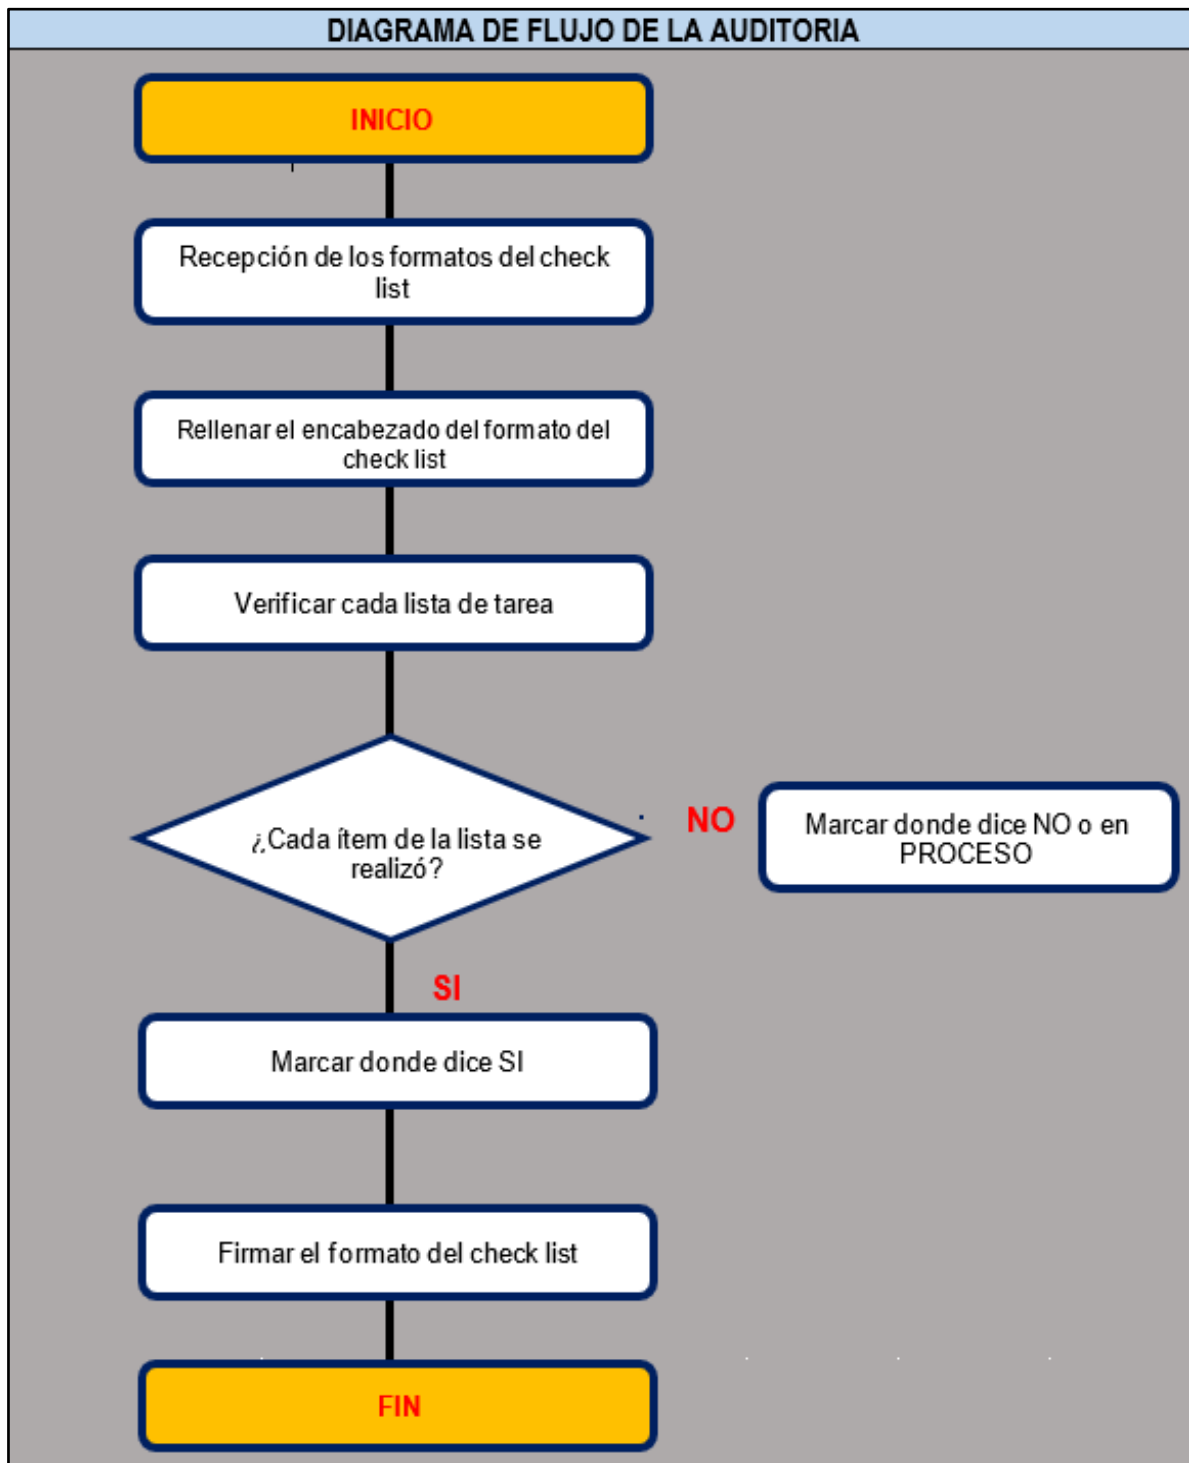 DIAGRAMA DE FLUJO DE LA AUDITORIA
INICIO
Recepción de los formatos del check
list
Rellenar el encabezado del formato del
check list
Verificar cada lista de tarea
¿Cada ítem de la lista se
realizó?
NO
Marcar donde dice NO o en
PROCESO
SI
Marcar donde dice SI
Firmar el formato del check list
FIN